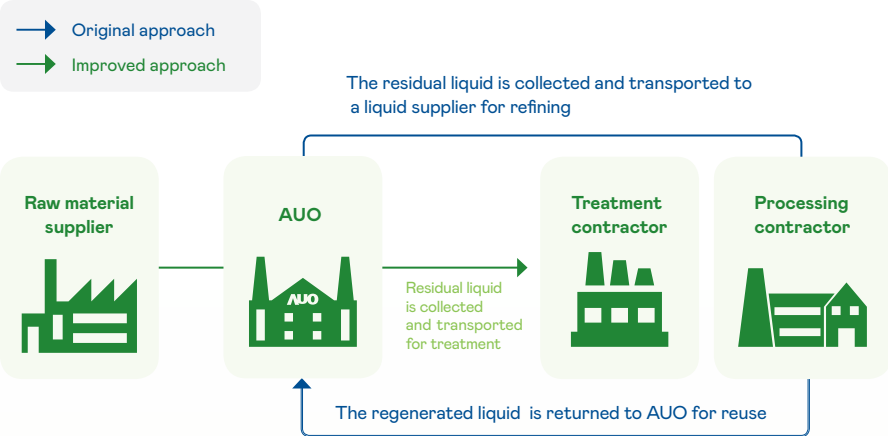 Original approach
Improved approach
The residual liquid is collected and transported to
a liquid supplier for refining
Raw material
supplier
AUO
Treatment
contractor
Processing
contractor
AUO
Residual liquid
is collected
and transported
for treatment
The regenerated liquid is returned to AUO for reuse